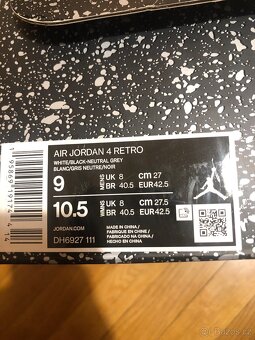 AIR JORDAN 4 RETRO
WHITE/BLACK-NEUTRAL GREY
BLANC/GRIS NEUTRE/NOIR
9 MENS UK 8 CM 27
BR 40.5 EUR 42.5
10.5 WMNS UK 8 CM 27.5
BR 40.5 EUR 42.5
JORDAN.COM
DH6927 111
MADE IN CHINA /
FABRIQUÉ EN CHINE /
FABRICADO NA CHINA /
HECHO EN CHINA